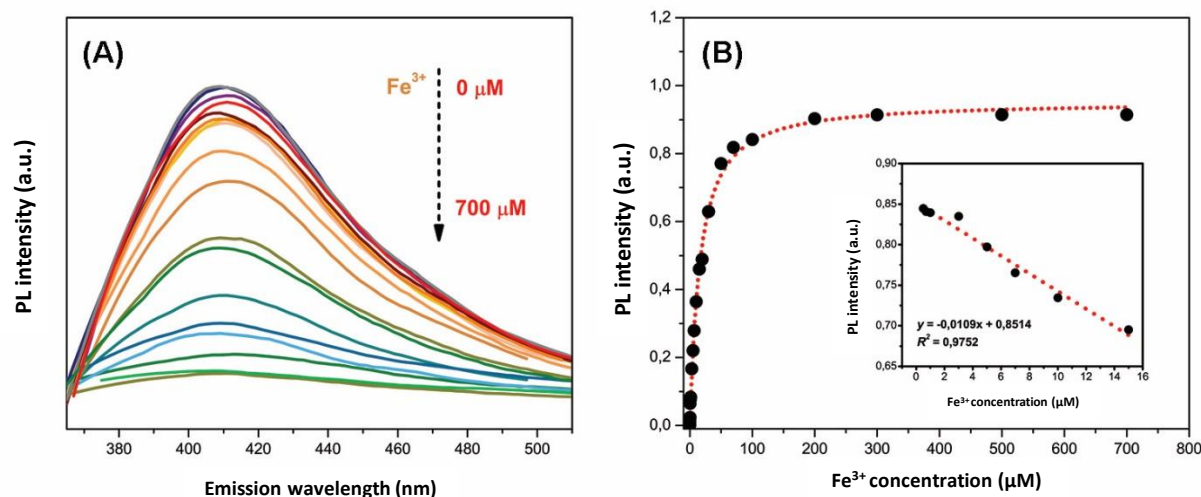 (A)
Fe³⁺
0 μM
700 μM
PL intensity (a.u.)
380 400 420 440 460 480 500
Emission wavelength (nm)
(B)
1,2
1,0
0,8
0,6
0,4
0,2
0,0
PL intensity (a.u.)
0 100 200 300 400 500 600 700 800
Fe³⁺ concentration (μM)
0,90
0,85
0,80
0,75
0,70
0,65
PL intensity (a.u.)
y = -0,0109x + 0,8514
R² = 0,9752
0 2 4 6 8 10 12 14 16
Fe³⁺ concentration (μM)